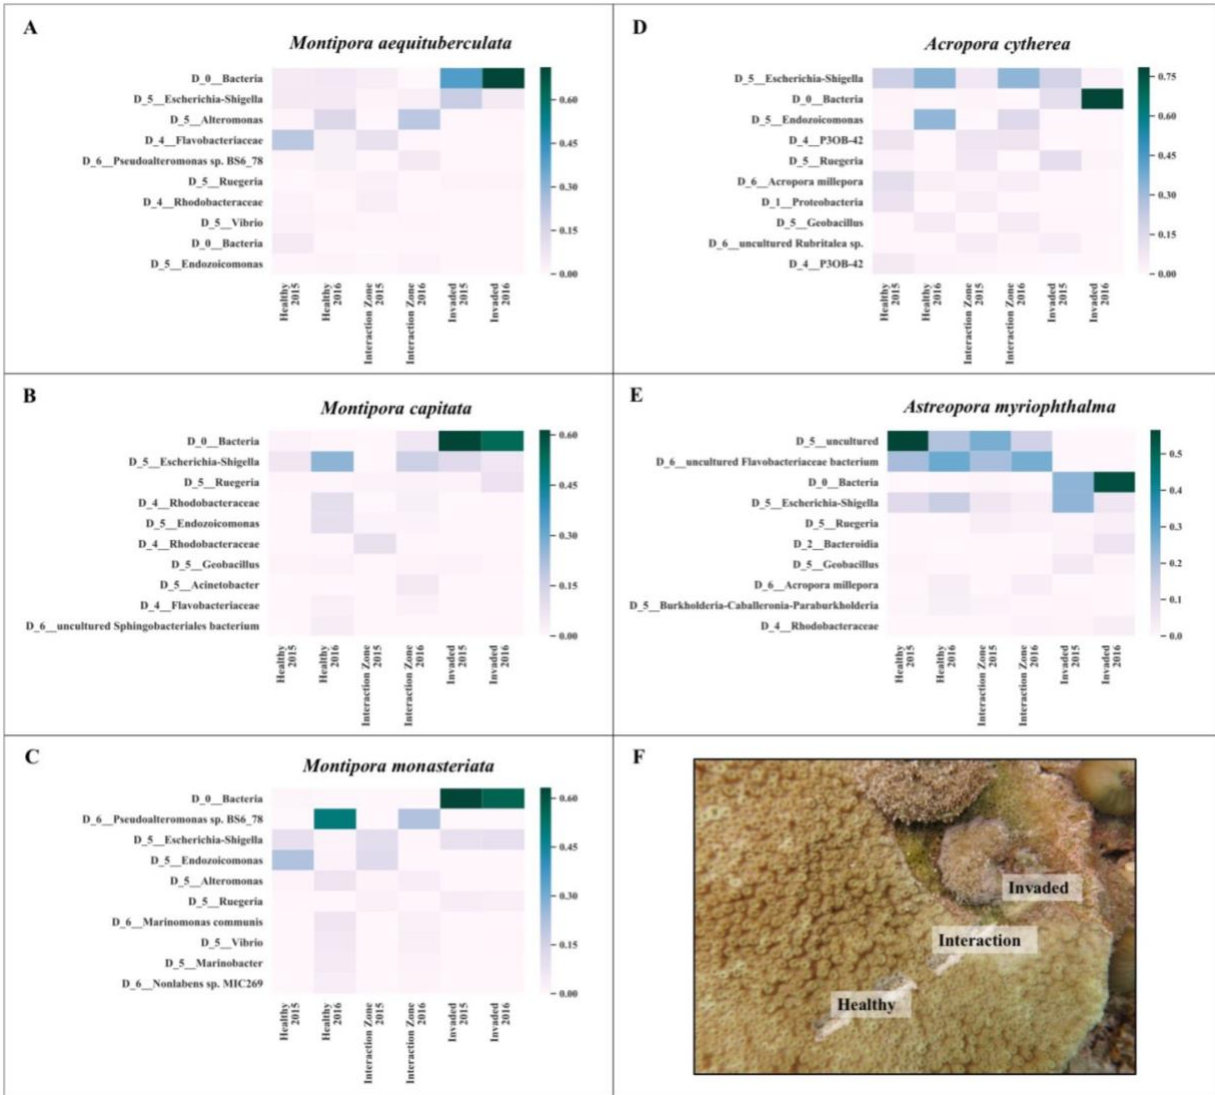 A
Montipora aequituberculata
D_0__Bacteria
D_5__Escherichia-Shigella
D_5__Alteromonas
D_4__Flavobacteriaceae
D_6__Pseudoalteromonas sp. BS6_78
D_5__Ruegeria
D_4__Rhodobacteraceae
D_5__Vibrio
D_0__Bacteria
D_5__Endozoicomonas
0.60
0.45
0.30
0.15
0.00
Healthy
2015
Healthy
2016
Interaction Zone
2015
Interaction Zone
2016
Invaded
2015
Invaded
2016
D
Acropora cytherea
D_5__Escherichia-Shigella
D_0__Bacteria
D_5__Endozoicomonas
D_4__P3OB-42
D_5__Ruegeria
D_6__Acropora millepora
D_1__Proteobacteria
D_5__Geobacillus
D_6__uncultured Rubritalea sp.
D_4__P3OB-42
0.75
0.60
0.45
0.30
0.15
0.00
Healthy
2015
Healthy
2016
Interaction Zone
2015
Interaction Zone
2016
Invaded
2015
Invaded
2016
B
Montipora capitata
D_0__Bacteria
D_5__Escherichia-Shigella
D_5__Ruegeria
D_4__Rhodobacteraceae
D_5__Endozoicomonas
D_4__Rhodobacteraceae
D_5__Geobacillus
D_5__Acinetobacter
D_4__Flavobacteriaceae
D_6__uncultured Sphingobacteriales bacterium
0.60
0.45
0.30
0.15
0.00
Healthy
2015
Healthy
2016
Interaction Zone
2015
Interaction Zone
2016
Invaded
2015
Invaded
2016
E
Astreopora myriophthalma
D_5__uncultured
D_6__uncultured Flavobacteriaceae bacterium
D_0__Bacteria
D_5__Escherichia-Shigella
D_5__Ruegeria
D_2__Bacteroidia
D_5__Geobacillus
D_6__Acropora millepora
D_5__Burkholderia-Caballeronia-Paraburkholderia
D_4__Rhodobacteraceae
0.5
0.4
0.3
0.2
0.1
0.0
Healthy
2015
Healthy
2016
Interaction Zone
2015
Interaction Zone
2016
Invaded
2015
Invaded
2016
C
Montipora monasteriata
D_0__Bacteria
D_6__Pseudoalteromonas sp. BS6_78
D_5__Escherichia-Shigella
D_5__Endozoicomonas
D_5__Alteromonas
D_5__Ruegeria
D_6__Marinomonas communis
D_5__Vibrio
D_5__Marinobacter
D_6__Nonlabens sp. MIC269
0.60
0.45
0.30
0.15
0.00
Healthy
2015
Healthy
2016
Interaction Zone
2015
Interaction Zone
2016
Invaded
2015
Invaded
2016
F
Invaded
Interaction
Healthy